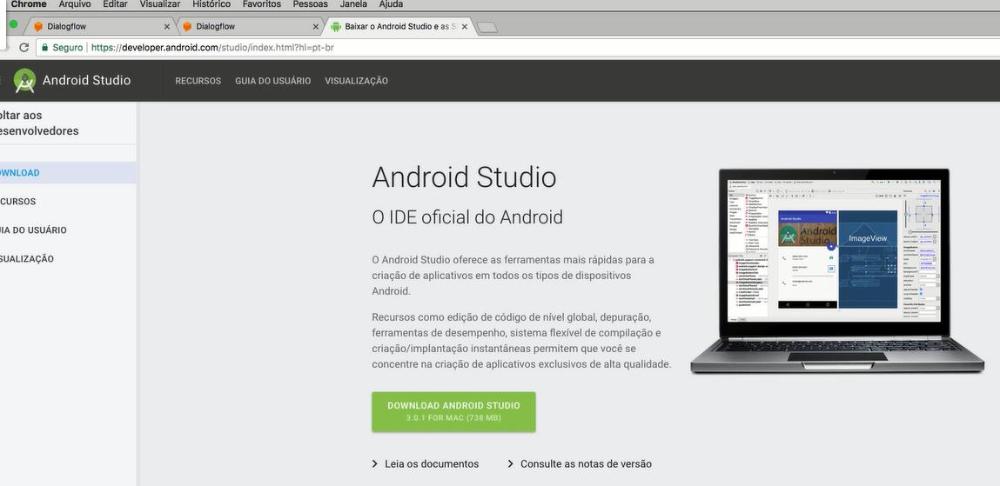 Chrome Arquivo Editar Visualizar Histórico Favoritos Pessoas Janela Ajuda
Dialogflow Dialogflow Baixar o Android Studio e as S
Seguro https://developer.android.com/studio/index.html?hl=pt-br
Android Studio RECURSOS GUIA DO USUÁRIO VISUALIZAÇÃO
oltar aos
esenvolvedores
OWNLOAD
CURSOS
IA DO USUÁRIO
SUALIZAÇÃO
Android Studio
O IDE oficial do Android
O Android Studio oferece as ferramentas mais rápidas para a
criação de aplicativos em todos os tipos de dispositivos
Android.
Recursos como edição de código de nível global, depuração,
ferramentas de desempenho, sistema flexível de compilação e
criação/implantação instantâneas permitem que você se
concentre na criação de aplicativos exclusivos de alta qualidade.
DOWNLOAD ANDROID STUDIO
3.0.1 FOR MAC (738 MB)
Leia os documentos Consulte as notas de versão
Android Studio
ImageView